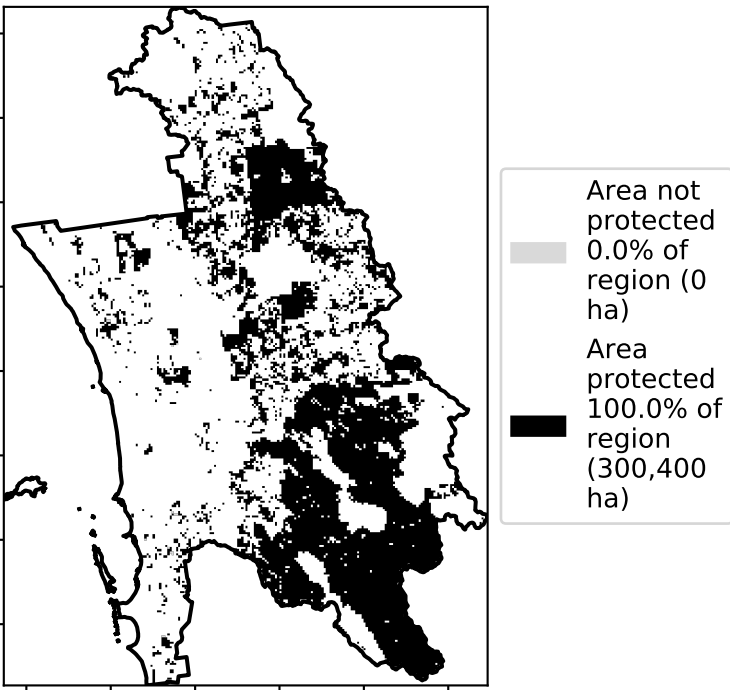 Area not
protected
0.0% of
region (0
ha)
Area
protected
100.0% of
region
(300,400
ha)